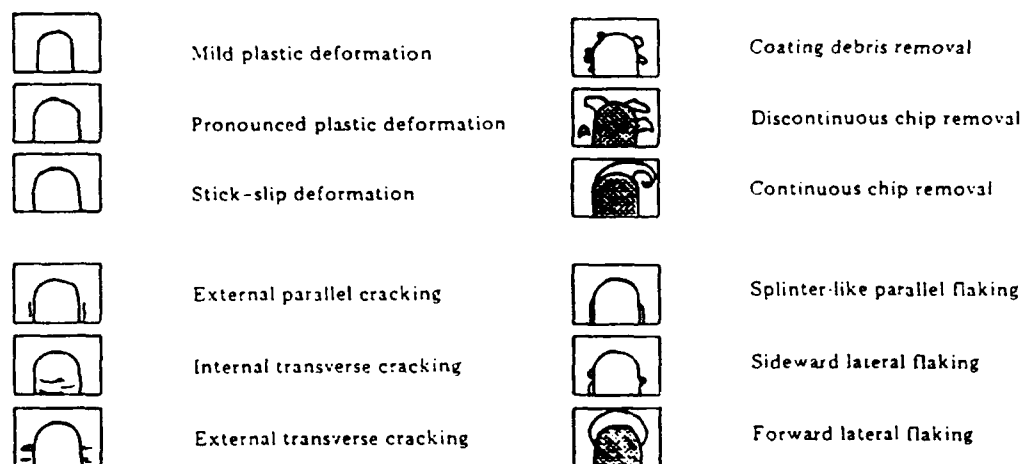 Mild plastic deformation
Pronounced plastic deformation
Stick-slip deformation
External parallel cracking
Internal transverse cracking
External transverse cracking
Coating debris removal
Discontinuous chip removal
Continuous chip removal
Splinter-like parallel flaking
Sideward lateral flaking
Forward lateral flaking